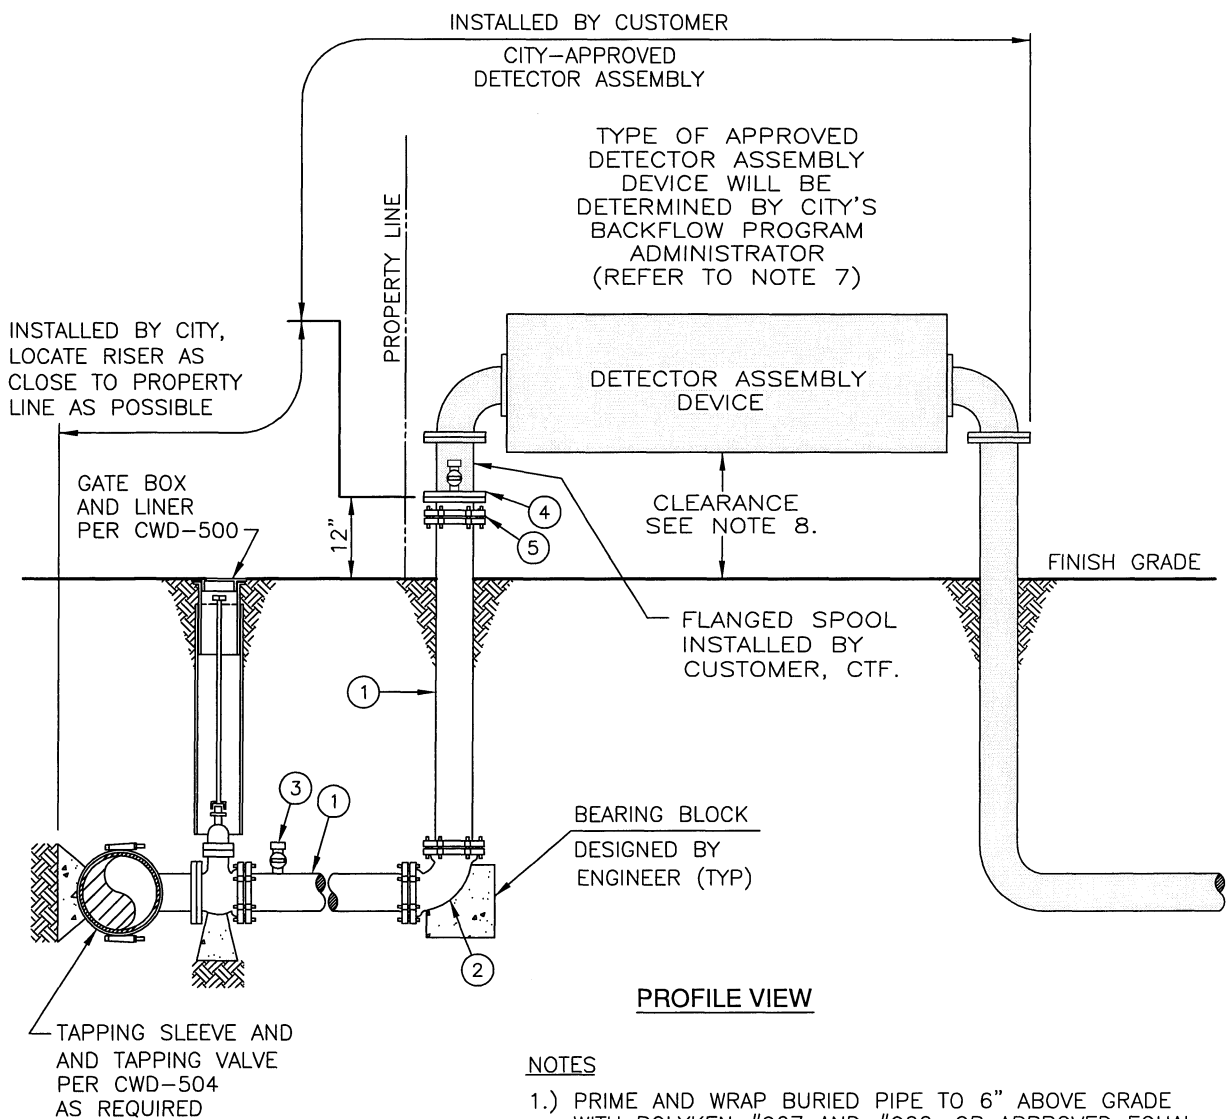 INSTALLED BY CUSTOMER
CITY-APPROVED
DETECTOR ASSEMBLY
TYPE OF APPROVED
DETECTOR ASSEMBLY
DEVICE WILL BE
DETERMINED BY CITY'S
BACKFLOW PROGRAM
ADMINISTRATOR
(REFER TO NOTE 7)
PROPERTY LINE
INSTALLED BY CITY,
LOCATE RISER AS
CLOSE TO PROPERTY
LINE AS POSSIBLE
DETECTOR ASSEMBLY
DEVICE
GATE BOX
AND LINER
PER CWD-500
12"
4
5
CLEARANCE
SEE NOTE 8.
FINISH GRADE
FLANGED SPOOL
INSTALLED BY
CUSTOMER, CTF.
1
3
1
BEARING BLOCK
DESIGNED BY
ENGINEER (TYP)
2
PROFILE VIEW
TAPPING SLEEVE AND
AND TAPPING VALVE
PER CWD-504
AS REQUIRED
NOTES
1.) PRIME AND WRAP BURIED PIPE TO 6" ABOVE GRADE